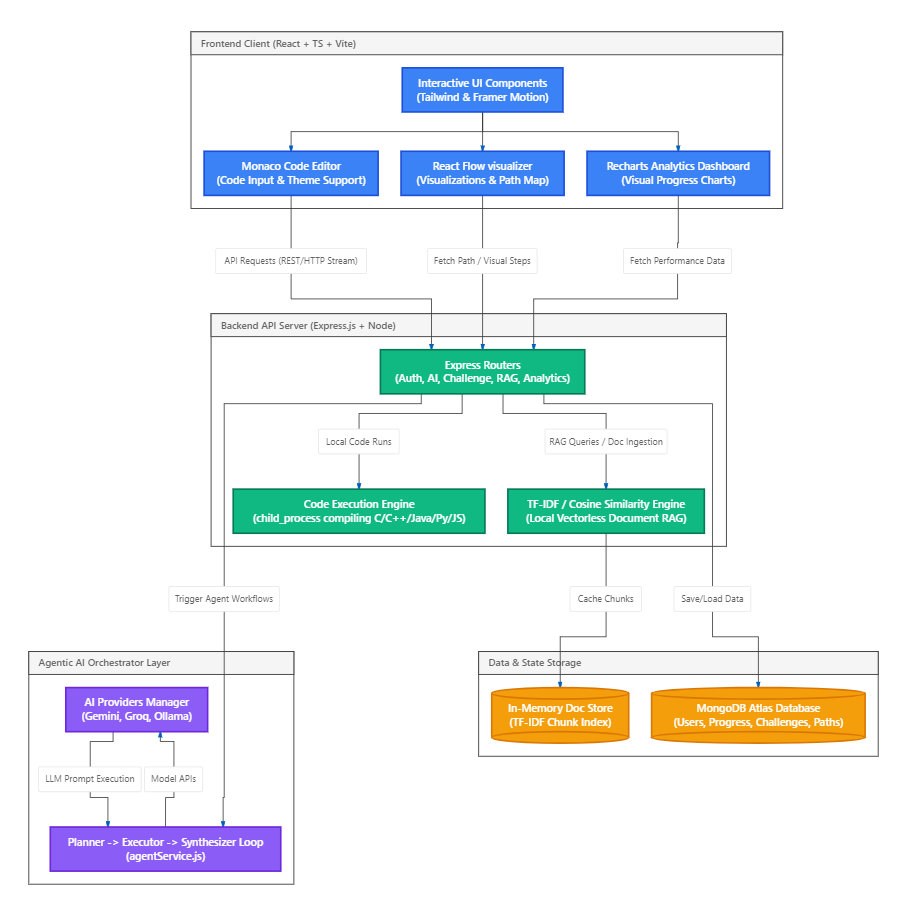 Frontend Client (React + TS + Vite)
Interactive UI Components
(Tailwind & Framer Motion)
Monaco Code Editor
(Code Input & Theme Support)
React Flow visualizer
(Visualizations & Path Map)
Recharts Analytics Dashboard
(Visual Progress Charts)
API Requests (REST/HTTP Stream)
Fetch Path / Visual Steps
Fetch Performance Data
Backend API Server (Express.js + Node)
Express Routers
(Auth, AI, Challenge, RAG, Analytics)
Local Code Runs
RAG Queries / Doc Ingestion
Code Execution Engine
(child_process compiling C/C++/Java/Py/JS)
TF-IDF / Cosine Similarity Engine
(Local Vectorless Document RAG)
Trigger Agent Workflows
Cache Chunks
Save/Load Data
Agentic AI Orchestrator Layer
AI Providers Manager
(Gemini, Groq, Ollama)
LLM Prompt Execution
Model APIs
Planner -> Executor -> Synthesizer Loop
(agentService.js)
Data & State Storage
In-Memory Doc Store
(TF-IDF Chunk Index)
MongoDB Atlas Database
(Users, Progress, Challenges, Paths)